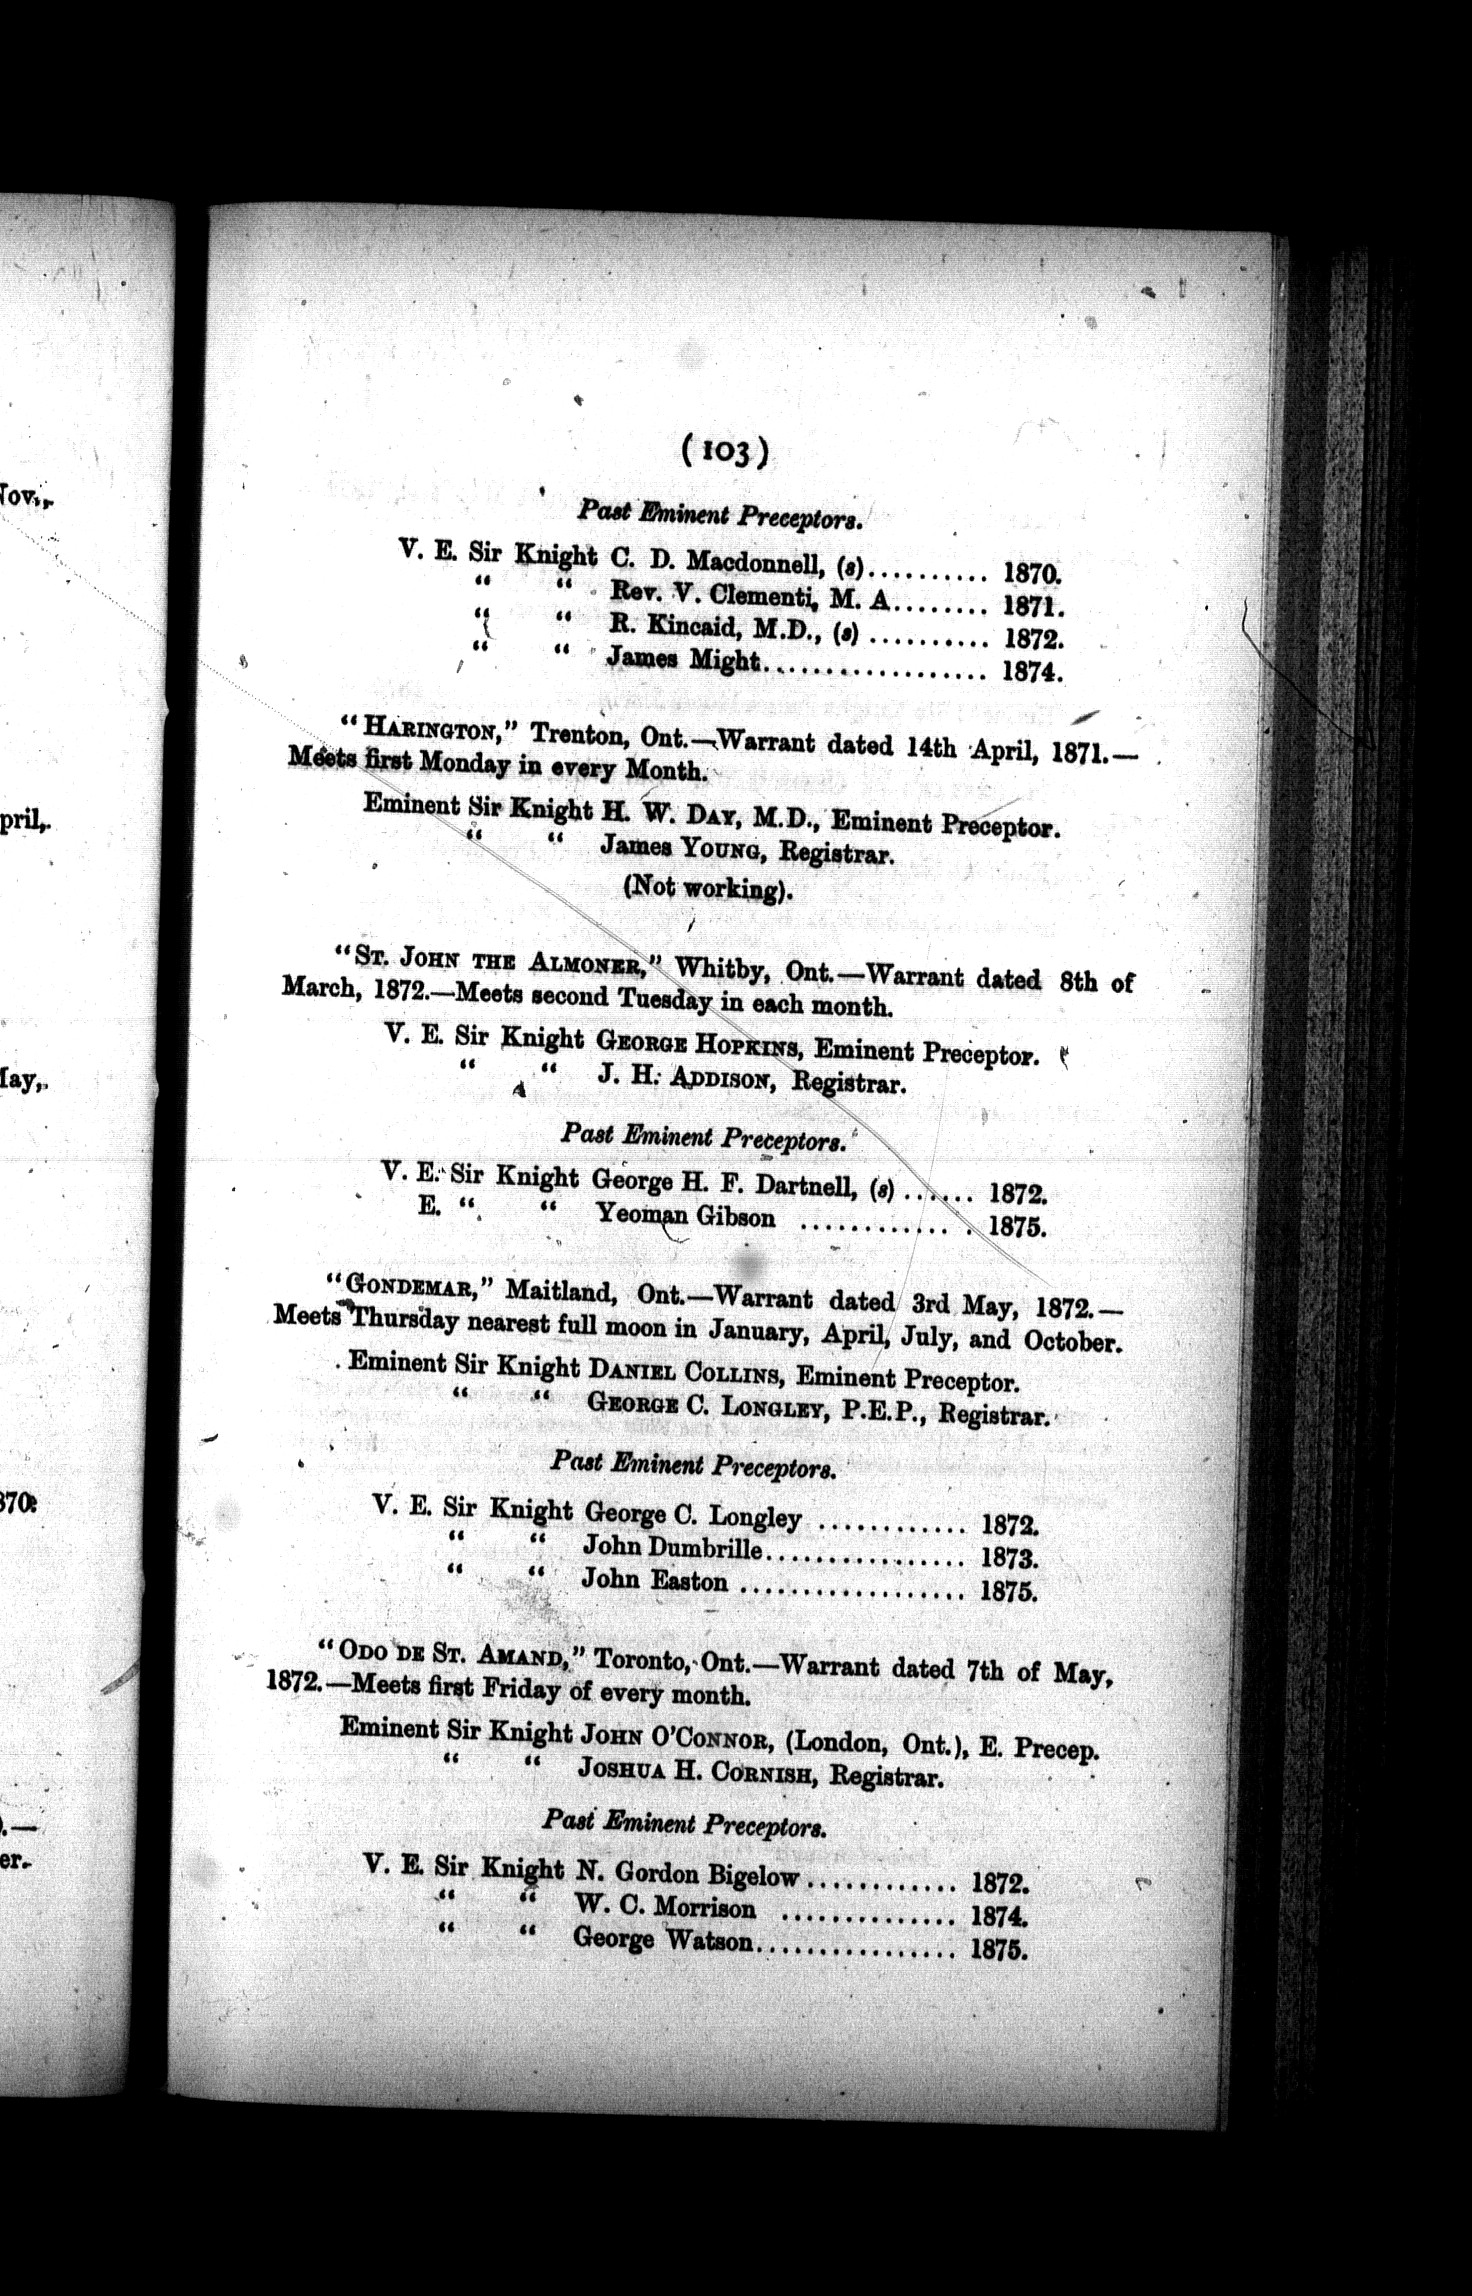 ( 103 )
Past Eminent Preceptors.
V. E. Sir Knight C. D. Macdonnell, (s).......... 1870.
“ “ Rev. V. Clementi, M. A........ 1871.
“ “ R. Kincaid, M.D., (s) .......... 1872.
“ “ James Might.................. 1874.
“HARINGTON,” Trenton, Ont.—Warrant dated 14th April, 1871.—
Meets first Monday in every Month.
Eminent Sir Knight H. W. DAY, M.D., Eminent Preceptor.
“ “ James YOUNG, Registrar.
(Not working).
“ST. JOHN THE ALMONER,” Whitby, Ont.—Warrant dated 8th of
March, 1872.—Meets second Tuesday in each month.
V. E. Sir Knight GEORGE HOPKINS, Eminent Preceptor.
“ “ J. H. ADDISON, Registrar.
Past Eminent Preceptors.
V. E. Sir Knight George H. F. Dartnell, (s) ...... 1872.
E. “ “ Yeoman Gibson ............. 1875.
“GONDEMAR,” Maitland, Ont.—Warrant dated 3rd May, 1872.—
Meets Thursday nearest full moon in January, April, July, and October.
Eminent Sir Knight DANIEL COLLINS, Eminent Preceptor.
“ “ GEORGE C. LONGLEY, P.E.P., Registrar.
Past Eminent Preceptors.
V. E. Sir Knight George C. Longley ............ 1872.
“ “ John Dumbrille................ 1873.
“ “ John Easton .................. 1875.
“ODO DE ST. AMAND,” Toronto, Ont.—Warrant dated 7th of May,
1872.—Meets first Friday of every month.
Eminent Sir Knight JOHN O'CONNOR, (London, Ont.), E. Precep.
“ “ JOSHUA H. CORNISH, Registrar.
Past Eminent Preceptors.
V. E. Sir Knight N. Gordon Bigelow............ 1872.
“ “ W. C. Morrison .............. 1874.
“ “ George Watson................ 1875.